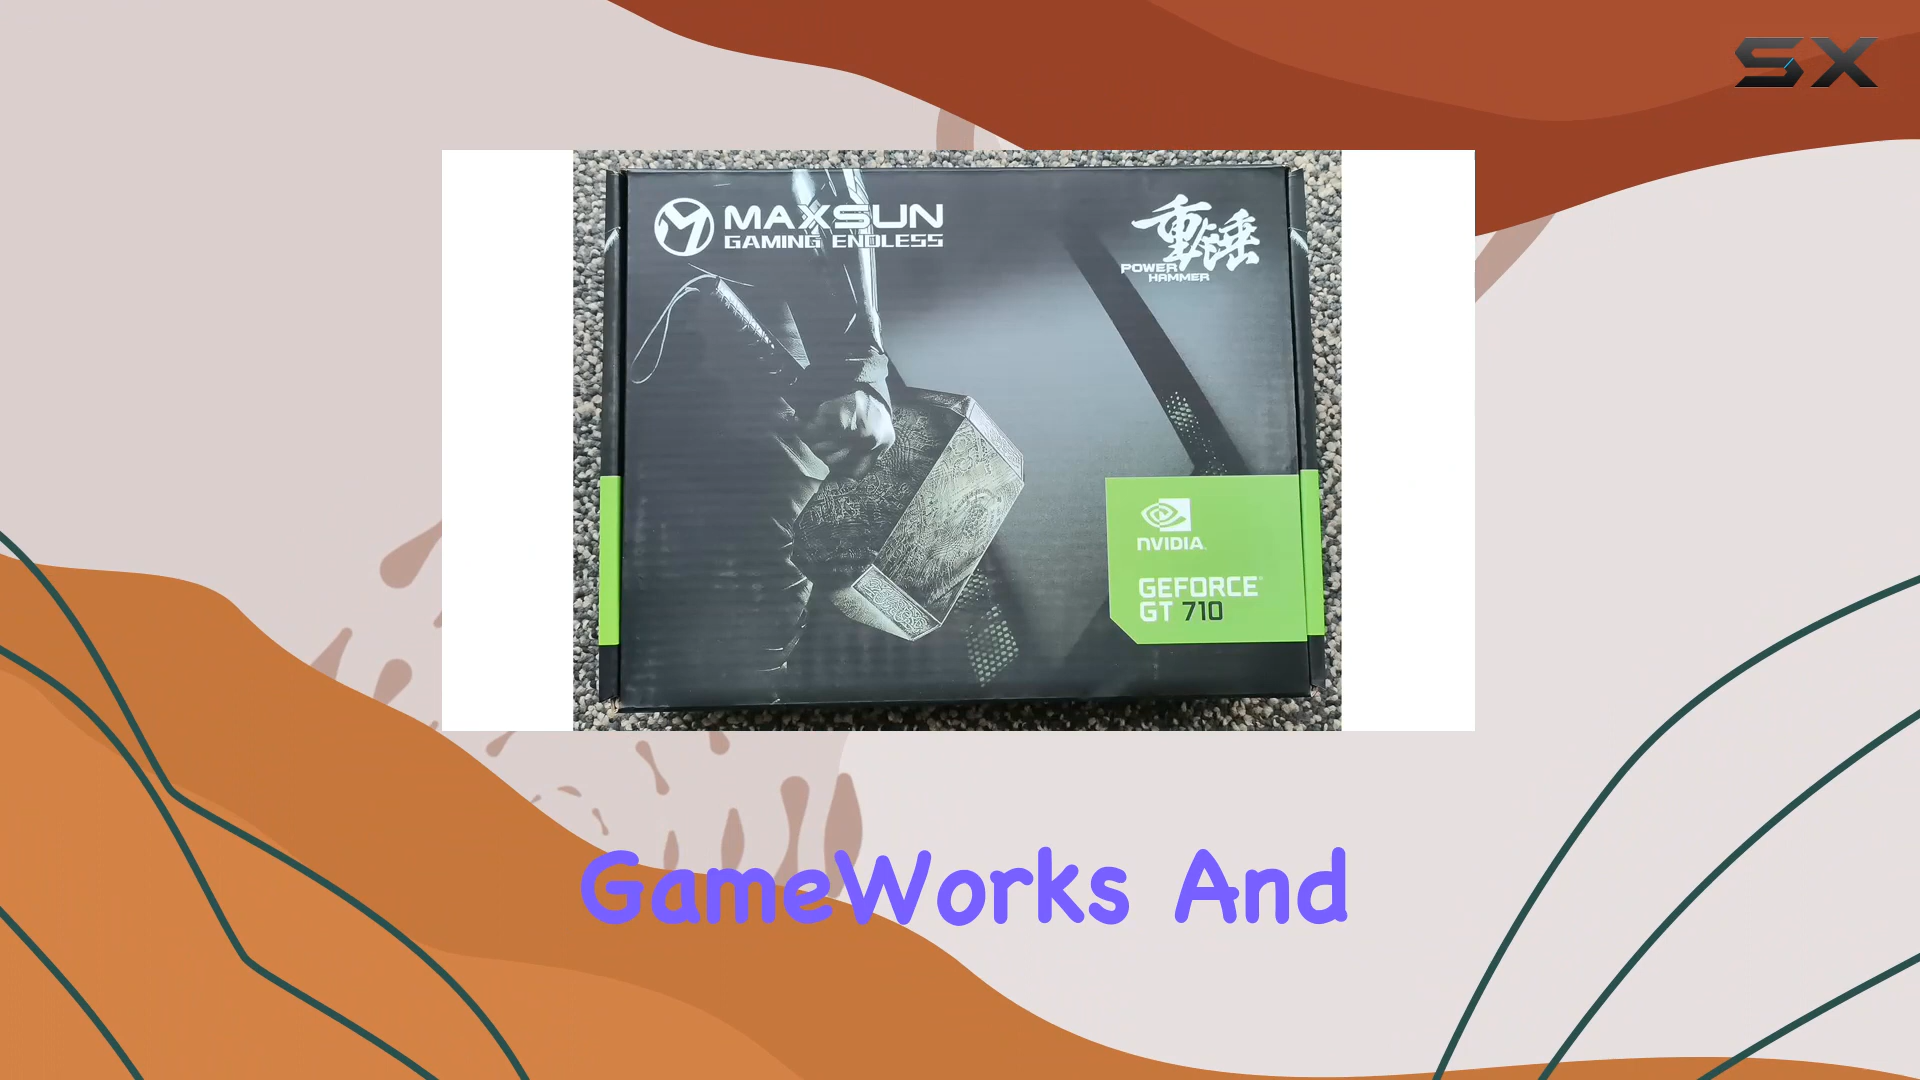 SX
MAXSUN
GAMING ENDLESS
重锤
POWER
HAMMER
NVIDIA
GEFORCE
GT 710
GameWorks And